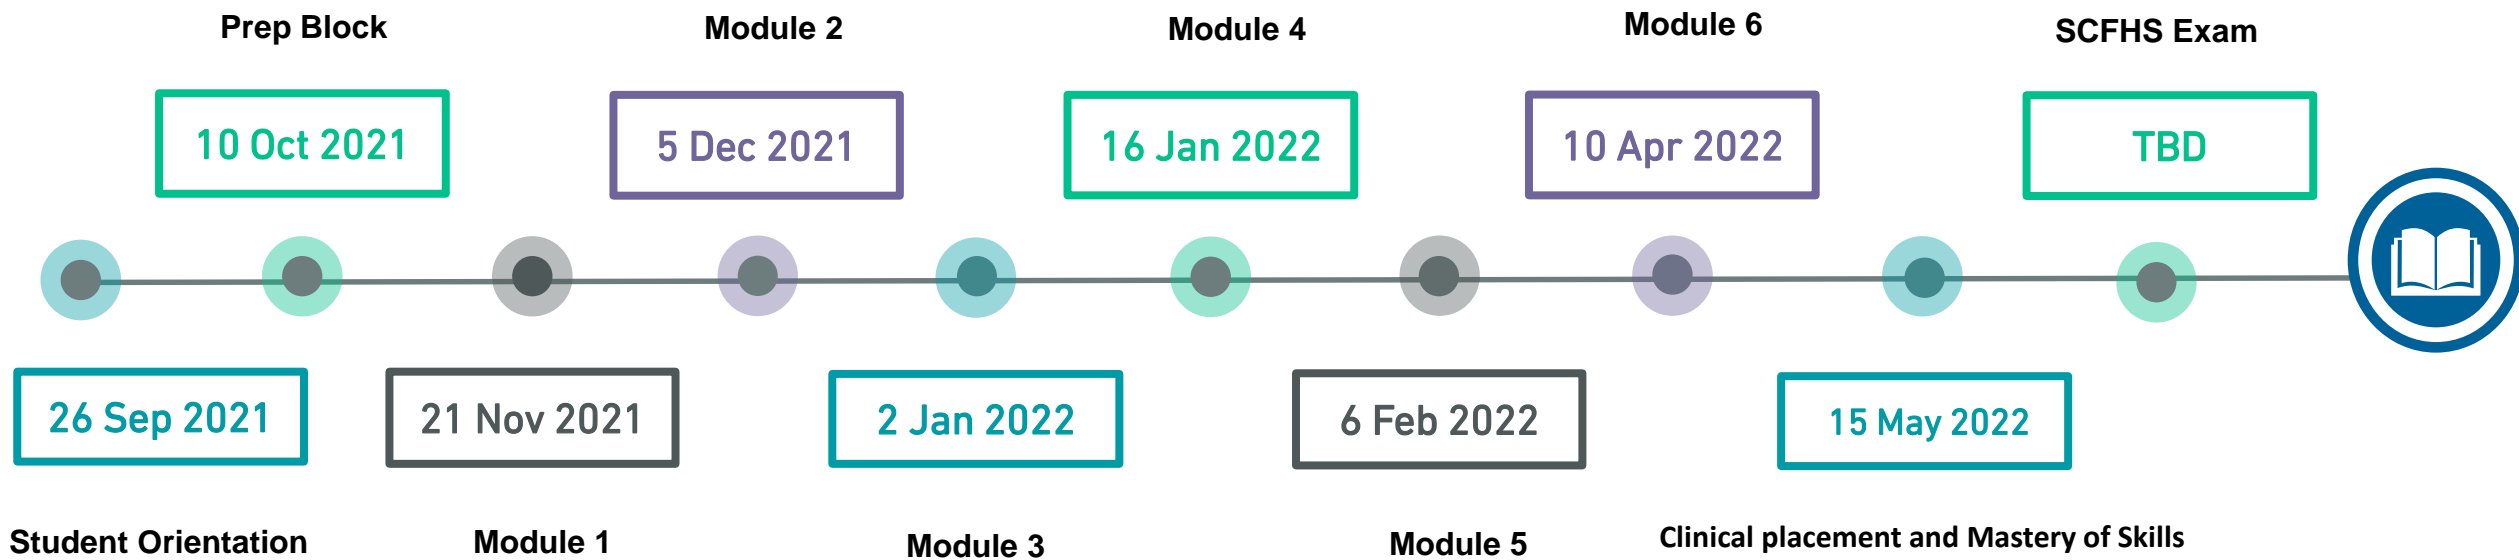 Prep Block
Module 2
Module 4
Module 6
SCFHS Exam
10 Oct 2021
5 Dec 2021
16 Jan 2022
10 Apr 2022
TBD
26 Sep 2021
21 Nov 2021
2 Jan 2022
6 Feb 2022
15 May 2022
Student Orientation
Module 1
Module 3
Module 5
Clinical placement and Mastery of Skills